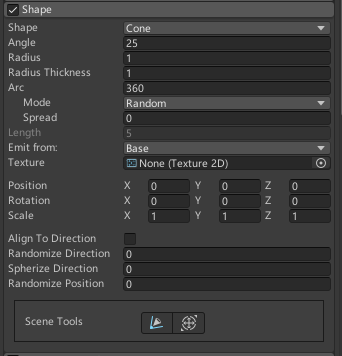 Shape
Shape Cone
Angle 25
Radius 1
Radius Thickness 1
Arc 360
Mode Random
Spread 0
Length 5
Emit from: Base
Texture None (Texture 2D)
Position X 0 Y 0 Z 0
Rotation X 0 Y 0 Z 0
Scale X 1 Y 1 Z 1
Align To Direction
Randomize Direction 0
Spherize Direction 0
Randomize Position 0
Scene Tools